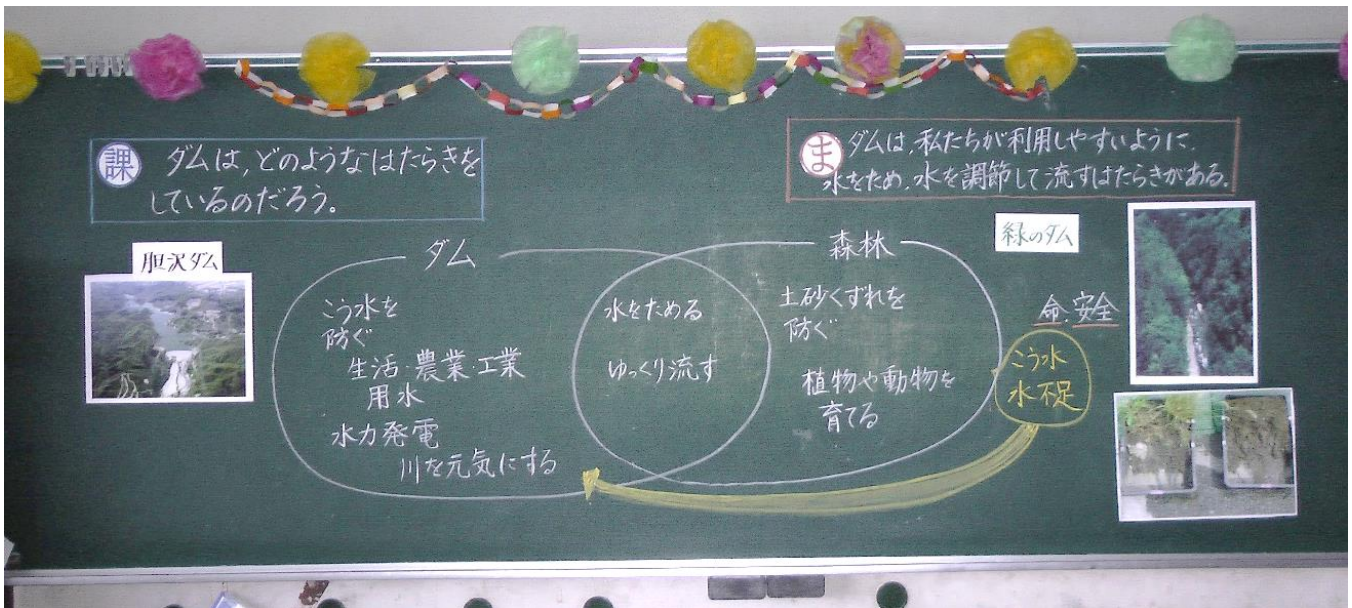 課 ダムは,どのようなはたらきを
しているのだろう。
ま ダムは,私たちが利用しやすいように、
水をため、水を調節して流すはたらきがある。
胆沢ダム
ダム
こう水を
防ぐ
生活・農業・工業
用水
水力発電
川を元気にする
水をためる
ゆっくり流す
森林
土砂くずれを
防ぐ
植物や動物を
育てる
緑のダム
命・安全
こう水
水不足